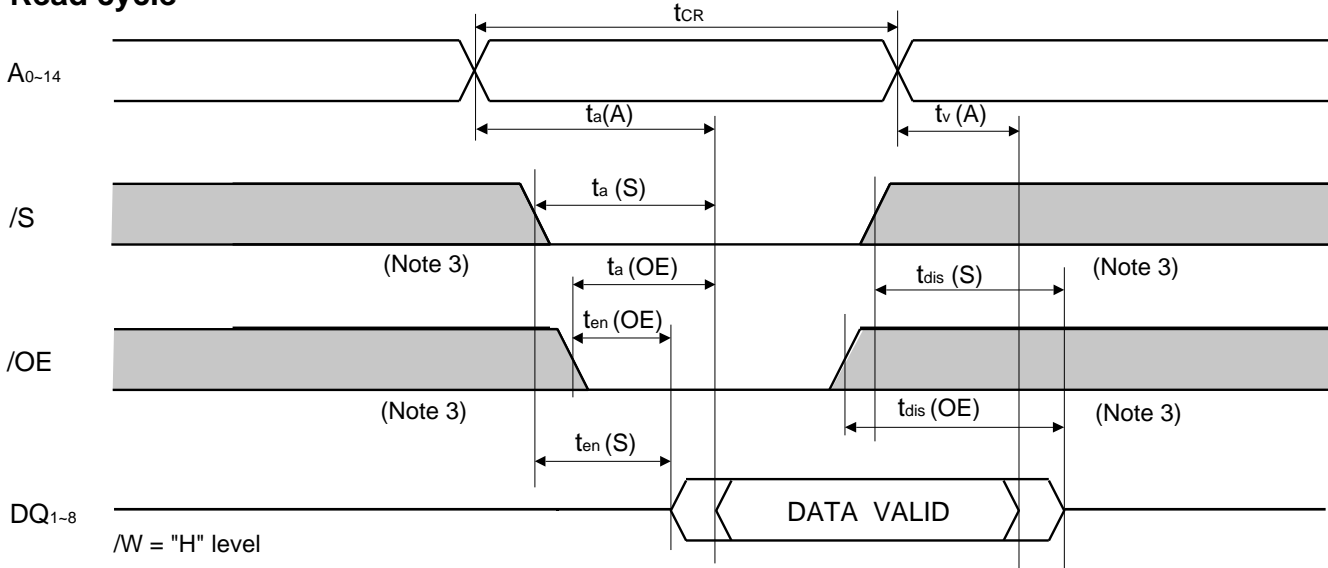 Read cycle
tCR
A0~14
ta(A)
tv (A)
ta (S)
/S
(Note 3)
ta (OE)
tdis (S)
(Note 3)
ten (OE)
/OE
(Note 3)
tdis (OE)
(Note 3)
ten (S)
DQ1~8
DATA VALID
/W = "H" level